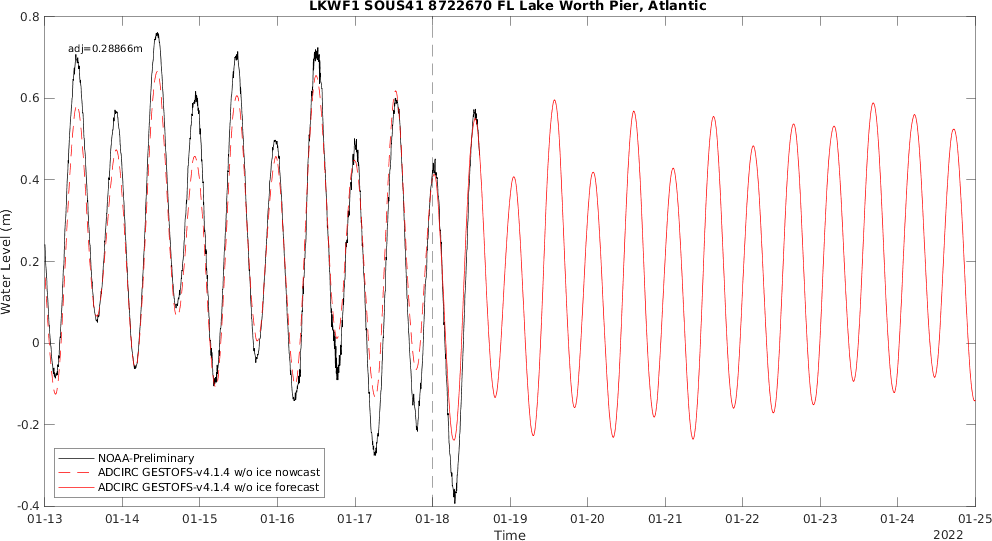 LKWF1 SOUS41 8722670 FL Lake Worth Pier, Atlantic
adj=0.28866m
0.8
0.6
0.4
0.2
0
-0.2
-0.4
Water Level (m)
NOAA-Preliminary
ADCIRC GESTOFS-v4.1.4 w/o ice nowcast
ADCIRC GESTOFS-v4.1.4 w/o ice forecast
01-13 01-14 01-15 01-16 01-17 01-18 01-19 01-20 01-21 01-22 01-23 01-24 01-25
Time
2022